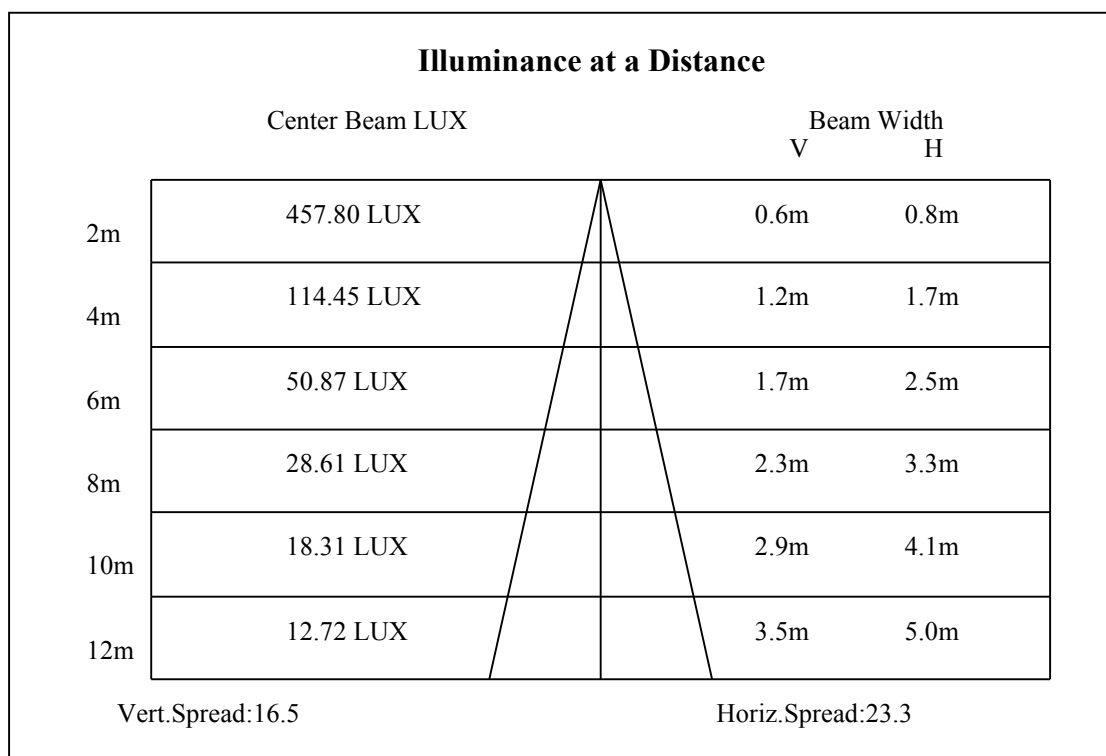 Illuminance at a Distance
Center Beam LUX Beam Width
V H
2m 457.80 LUX 0.6m 0.8m
4m 114.45 LUX 1.2m 1.7m
6m 50.87 LUX 1.7m 2.5m
8m 28.61 LUX 2.3m 3.3m
10m 18.31 LUX 2.9m 4.1m
12m 12.72 LUX 3.5m 5.0m
Vert.Spread:16.5 Horiz.Spread:23.3